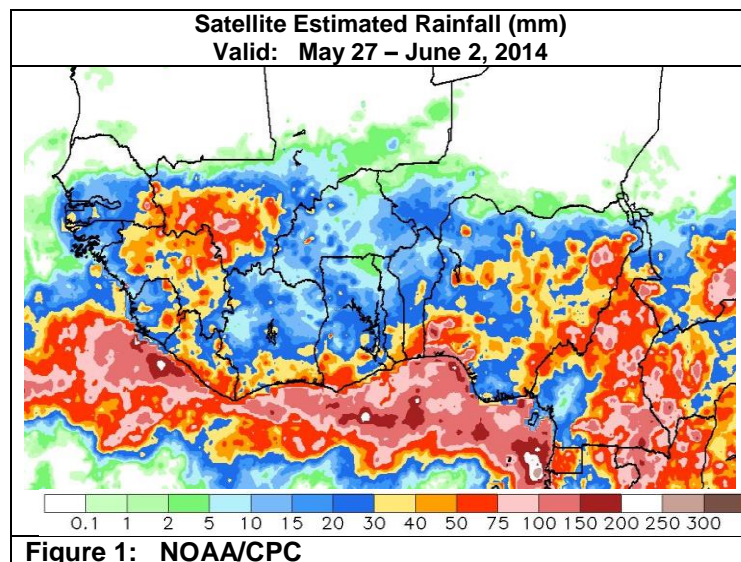 Satellite Estimated Rainfall (mm)
Valid: May 27 – June 2, 2014
0.1 1 2 5 10 15 20 30 40 50 75 100 150 200 250 300
Figure 1: NOAA/CPC